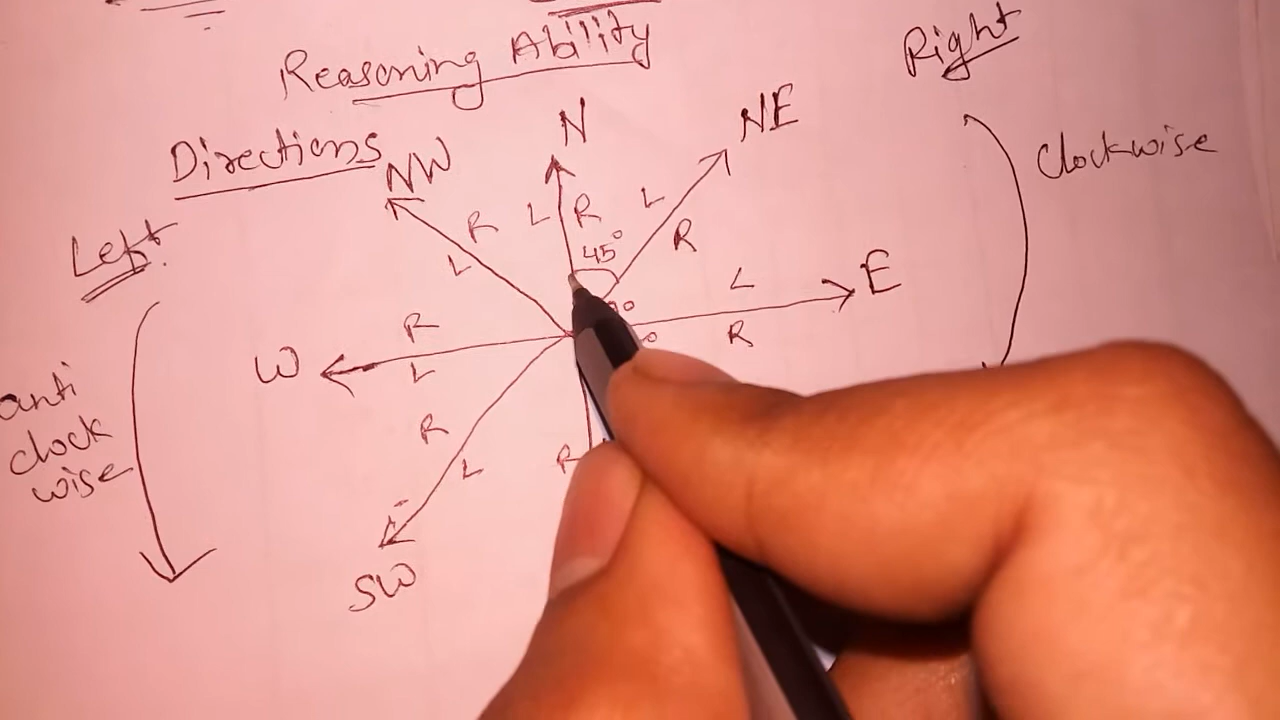 Reasoning Ability
Right
Directions
N
NE
NW
Clockwise
Left
L R
L
R
R
L
45°
R
L
E
R
R
W
L
anti
clock
wise
R
L
R
SW